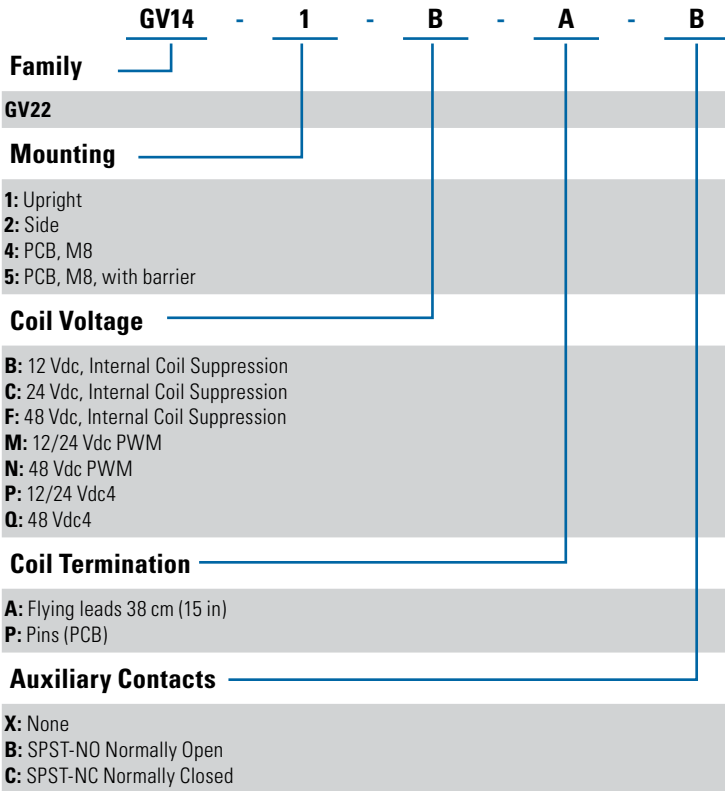 GV14 - 1 - B - A - B
Family
GV22
Mounting
1: Upright
2: Side
4: PCB, M8
5: PCB, M8, with barrier
Coil Voltage
B: 12 Vdc, Internal Coil Suppression
C: 24 Vdc, Internal Coil Suppression
F: 48 Vdc, Internal Coil Suppression
M: 12/24 Vdc PWM
N: 48 Vdc PWM
P: 12/24 Vdc4
Q: 48 Vdc4
Coil Termination
A: Flying leads 38 cm (15 in)
P: Pins (PCB)
Auxiliary Contacts
X: None
B: SPST-NO Normally Open
C: SPST-NC Normally Closed